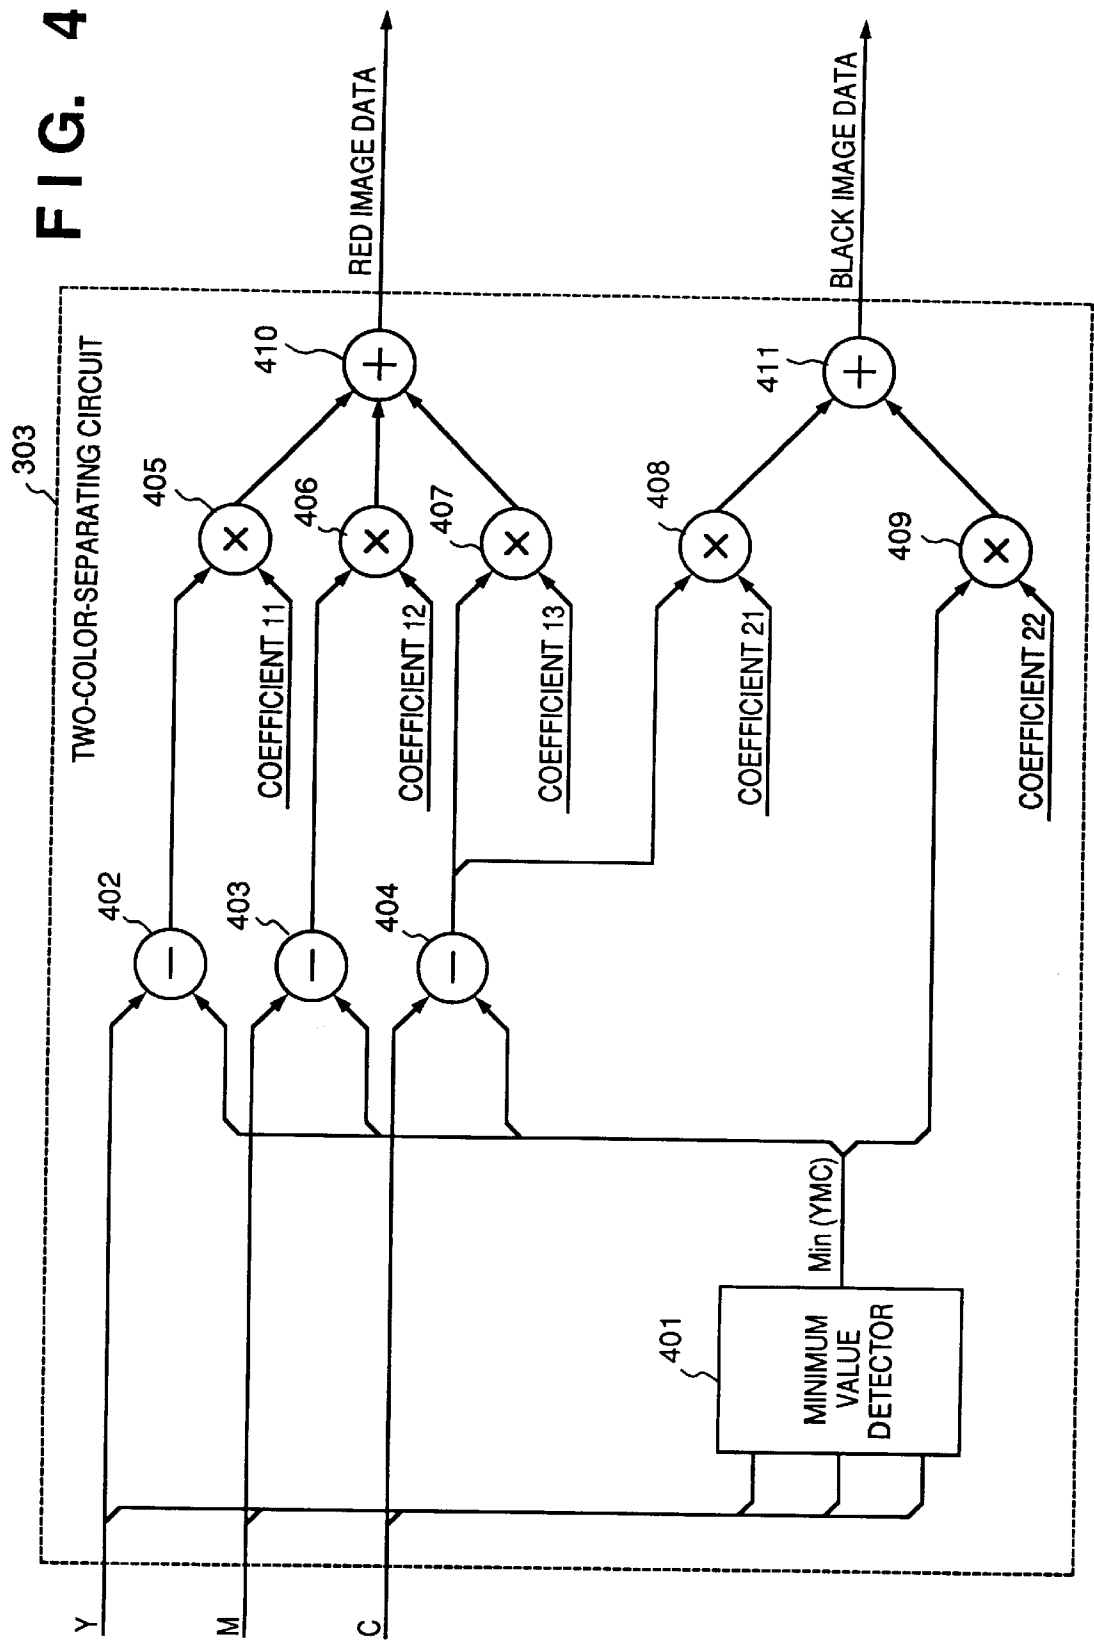 FIG. 4
303
TWO-COLOR-SEPARATING CIRCUIT
Y
M
C
401
MINIMUM
VALUE
DETECTOR
Min (YMC)
402
403
404
405
COEFFICIENT 11
406
COEFFICIENT 12
407
COEFFICIENT 13
408
COEFFICIENT 21
409
COEFFICIENT 22
410
411
RED IMAGE DATA
BLACK IMAGE DATA
−
−
−
×
×
×
×
×
+
+